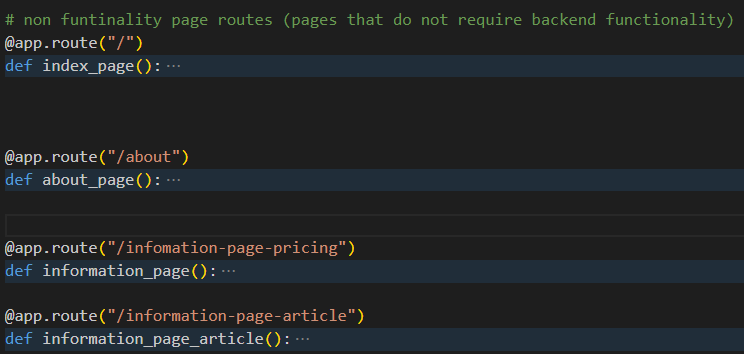 # non funtinality page routes (pages that do not require backend functionality)
@app.route("/")
def index_page():···
@app.route("/about")
def about_page():···
@app.route("/infomation-page-pricing")
def information_page():···
@app.route("/information-page-article")
def information_page_article():···